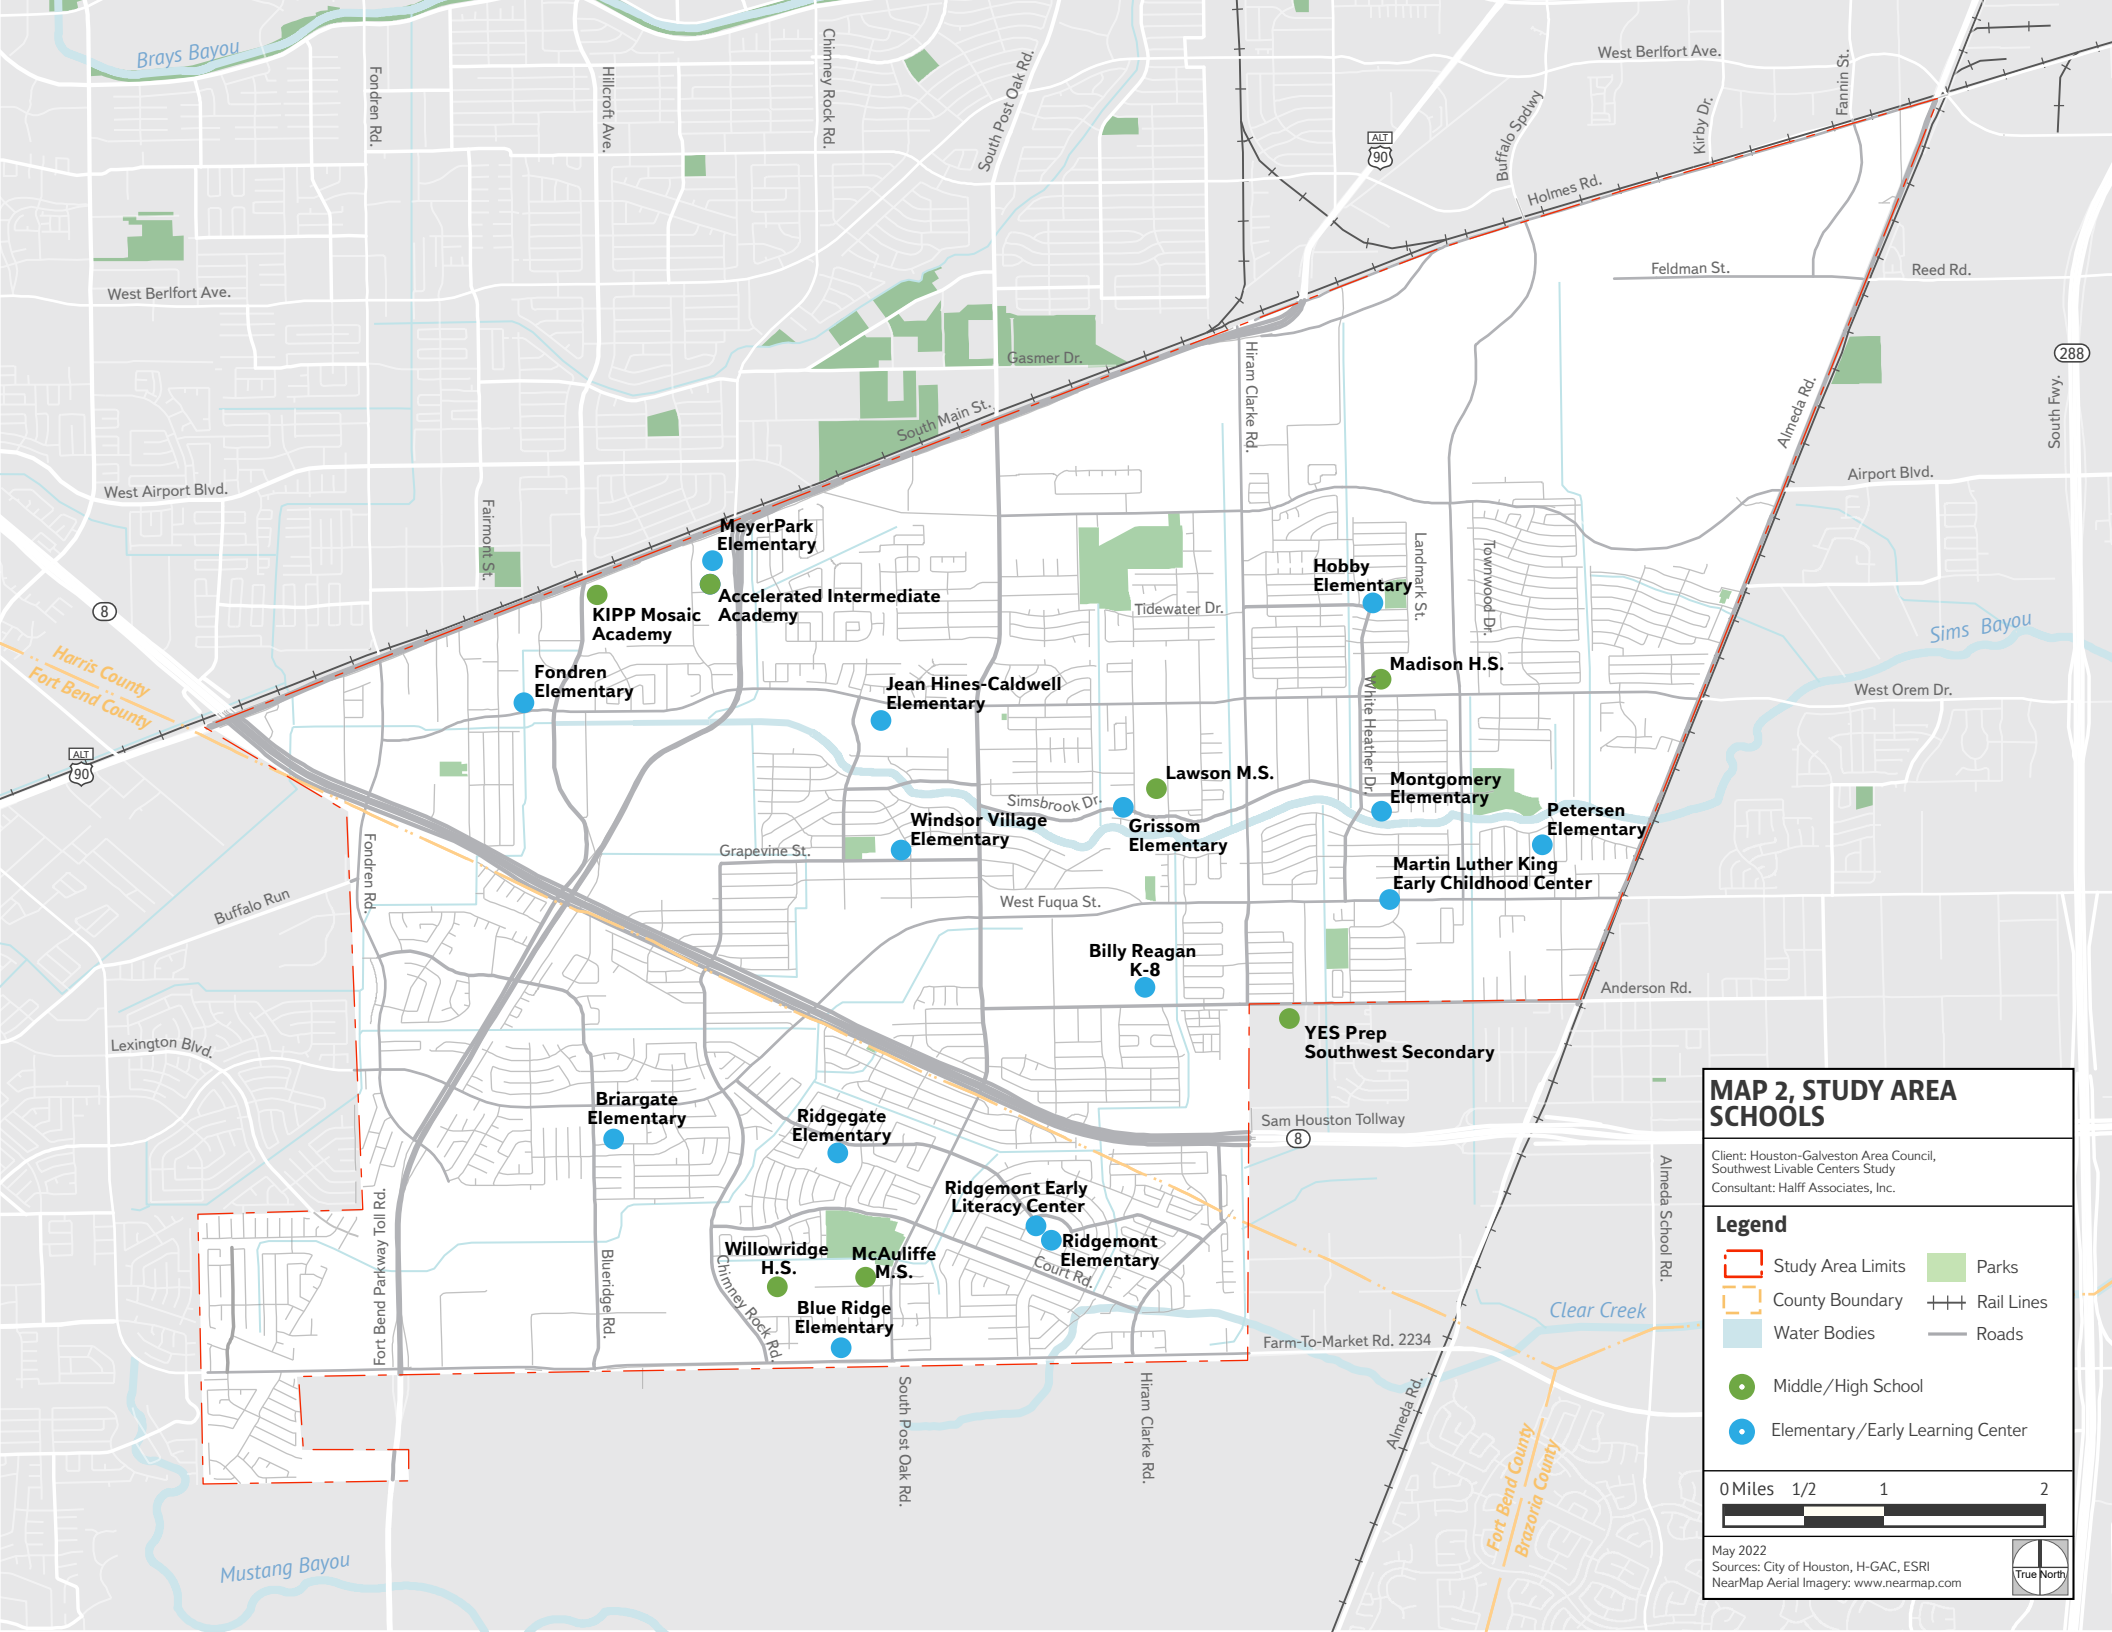 Brays Bayou
Fondren Rd.
Hillcroft Ave.
Chimney Rock Rd.
South Post Oak Rd.
West Berlfort Ave.
Buffalo Spdwy
Kirby Dr.
Fannin St.
ALT
90
Holmes Rd.
Feldman St.
Reed Rd.
West Berlfort Ave.
288
South Fwy.
Gasmer Dr.
Hiram Clarke Rd.
Almeda Rd.
South Main St.
West Airport Blvd.
Fairmont St.
Airport Blvd.
MeyerPark
Elementary
Accelerated Intermediate
Academy
KIPP Mosaic
Academy
Hobby
Elementary
Landmark St.
Townwood Dr.
Tidewater Dr.
8
Harris County
Fort Bend County
Sims Bayou
Fondren
Elementary
Jean Hines-Caldwell
Elementary
Madison H.S.
White Heather Dr.
West Orem Dr.
ALT
90
Lawson M.S.
Simsbrook Dr.
Grissom
Elementary
Montgomery
Elementary
Petersen
Elementary
Windsor Village
Elementary
Grapevine St.
Martin Luther King
Early Childhood Center
Fondren Rd.
Buffalo Run
West Fuqua St.
Billy Reagan
K-8
Anderson Rd.
YES Prep
Southwest Secondary
Lexington Blvd.
Briargate
Elementary
Ridgegate
Elementary
Sam Houston Tollway
8
Almeda School Rd.
Ridgemont Early
Literacy Center
Ridgemont
Elementary
Court Rd.
Fort Bend Parkway Toll Rd.
Blueridge Rd.
Chimney Rock Rd.
Willowridge
H.S.
McAuliffe
M.S.
Blue Ridge
Elementary
Clear Creek
Farm-To-Market Rd. 2234
South Post Oak Rd.
Hiram Clarke Rd.
Almeda Rd.
Fort Bend County
Brazoria County
Mustang Bayou
MAP 2, STUDY AREA
SCHOOLS
Client: Houston-Galveston Area Council,
Southwest Livable Centers Study
Consultant: Halff Associates, Inc.
Legend
Study Area Limits
Parks
County Boundary
Rail Lines
Water Bodies
Roads
Middle/High School
Elementary/Early Learning Center
0 Miles 1/2 1 2
May 2022
Sources: City of Houston, H-GAC, ESRI
NearMap Aerial Imagery: www.nearmap.com
True North